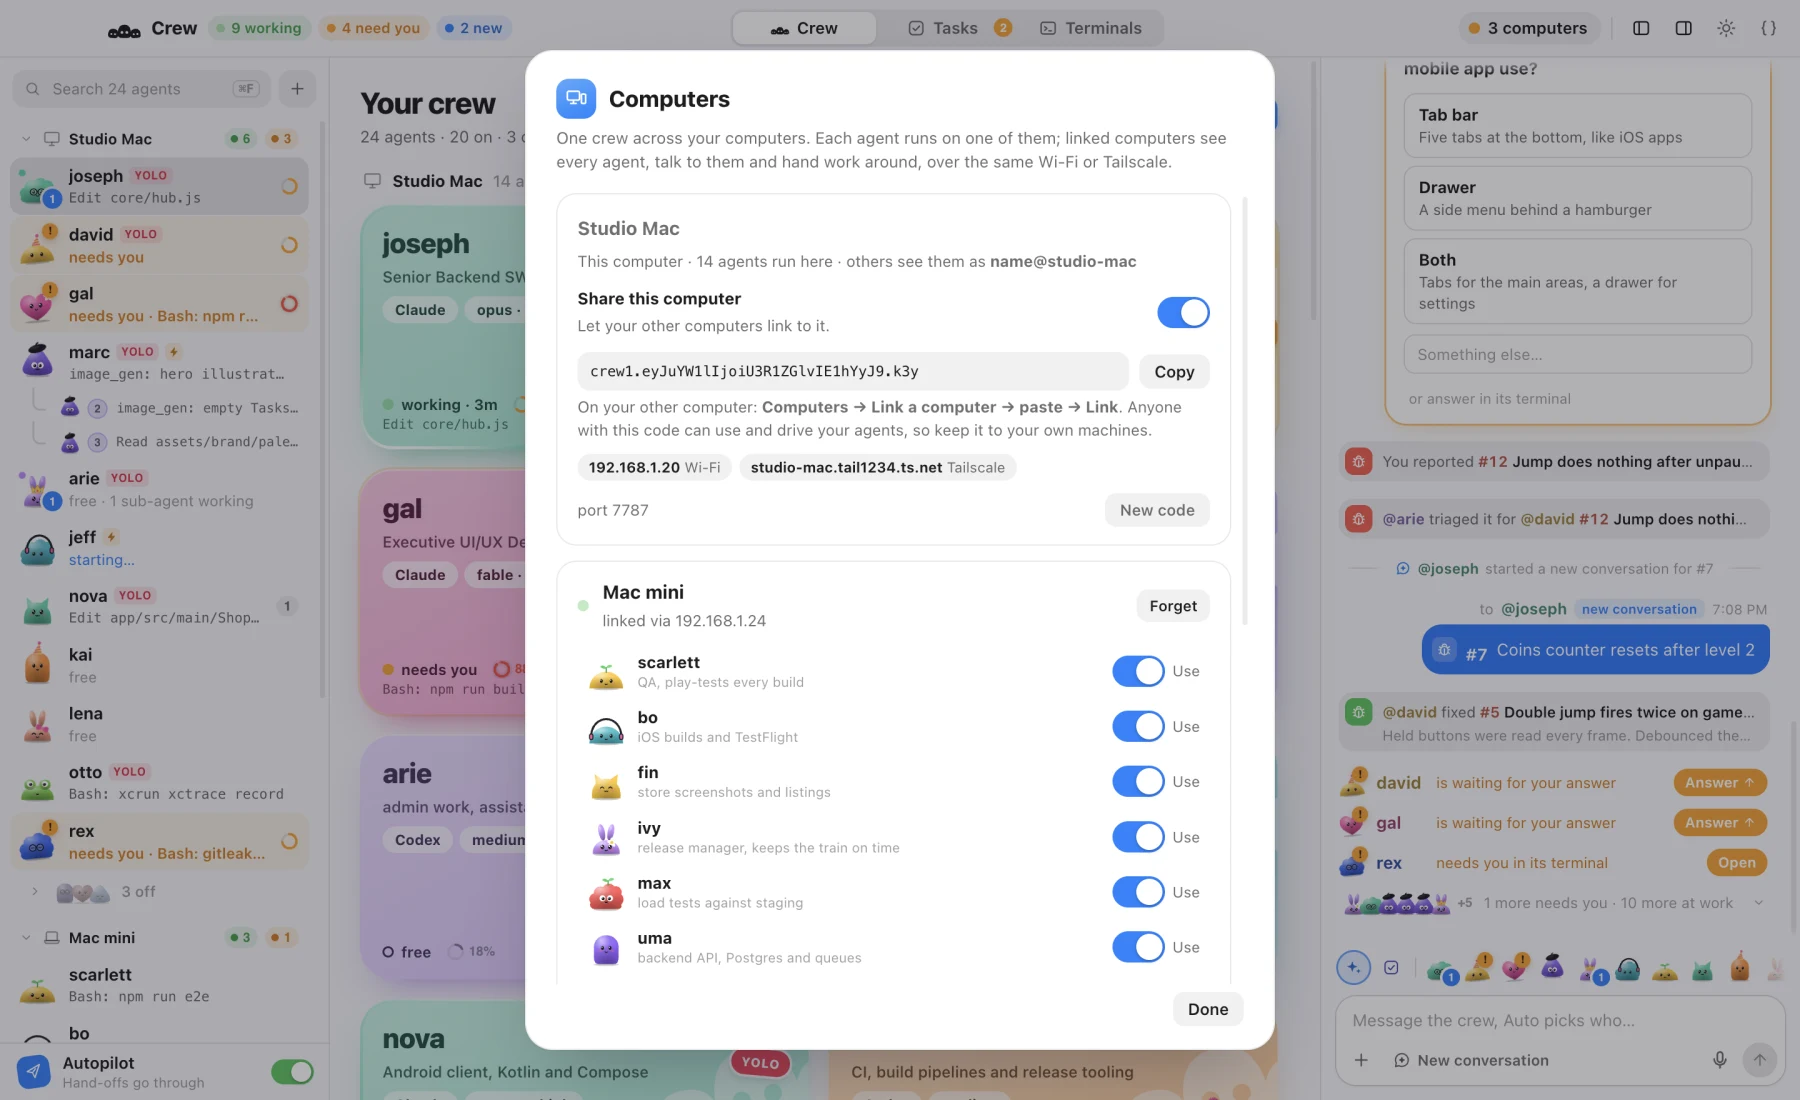 Crew
9 working
4 need you
2 new
Crew
Tasks
2
Terminals
3 computers
Search 24 agents
⌘F
Studio Mac
6
3
joseph YOLO
Edit core/hub.js
1
david YOLO
needs you
gal
needs you · Bash: npm r...
marc YOLO
image_gen: hero illustrat...
2 image_gen: empty Tasks...
3 Read assets/brand/pale...
arie YOLO
free · 1 sub-agent working
1
jeff
starting...
nova YOLO
Edit app/src/main/Shop...
1
kai
free
lena
free
otto YOLO
Bash: xcrun xctrace record
rex
needs you · Bash: gitleak...
3 off
Mac mini
3
1
scarlett
Bash: npm run e2e
bo
Autopilot
Hand-offs go through
Your crew
24 agents · 20 on · 3 c
Studio Mac 14 a
joseph
Senior Backend SW
Claude
opus ·
working · 3m
Edit core/hub.js
gal
Executive UI/UX De
Claude
fable ·
needs you
Bash: npm run buil
arie
admin work, assista
Codex
medium
free
18%
nova
Android client, Kotlin and Compose
YOLO
CI, build pipelines and release tooling
Computers
One crew across your computers. Each agent runs on one of them; linked computers see
every agent, talk to them and hand work around, over the same Wi-Fi or Tailscale.
Studio Mac
This computer · 14 agents run here · others see them as name@studio-mac
Share this computer
Let your other computers link to it.
crew1.eyJuYW1lIjoiU3R1ZGlvIE1hYyJ9.k3y
Copy
On your other computer: Computers → Link a computer → paste → Link. Anyone
with this code can use and drive your agents, so keep it to your own machines.
192.168.1.20 Wi-Fi
studio-mac.tail1234.ts.net Tailscale
port 7787
New code
Mac mini
linked via 192.168.1.24
Forget
scarlett
QA, play-tests every build
Use
bo
iOS builds and TestFlight
Use
fin
store screenshots and listings
Use
ivy
release manager, keeps the train on time
Use
max
load tests against staging
Use
uma
backend API, Postgres and queues
Use
Done
mobile app use?
Tab bar
Five tabs at the bottom, like iOS apps
Drawer
A side menu behind a hamburger
Both
Tabs for the main areas, a drawer for
settings
Something else...
or answer in its terminal
You reported #12 Jump does nothing after unpau...
@arie triaged it for @david #12 Jump does nothi...
@joseph started a new conversation for #7
to @joseph new conversation 7:08 PM
#7 Coins counter resets after level 2
@david fixed #5 Double jump fires twice on game...
Held buttons were read every frame. Debounced the...
david is waiting for your answer
Answer ↑
gal is waiting for your answer
Answer ↑
rex needs you in its terminal
Open
+5 1 more needs you · 10 more at work
1
1
Message the crew, Auto picks who...
New conversation